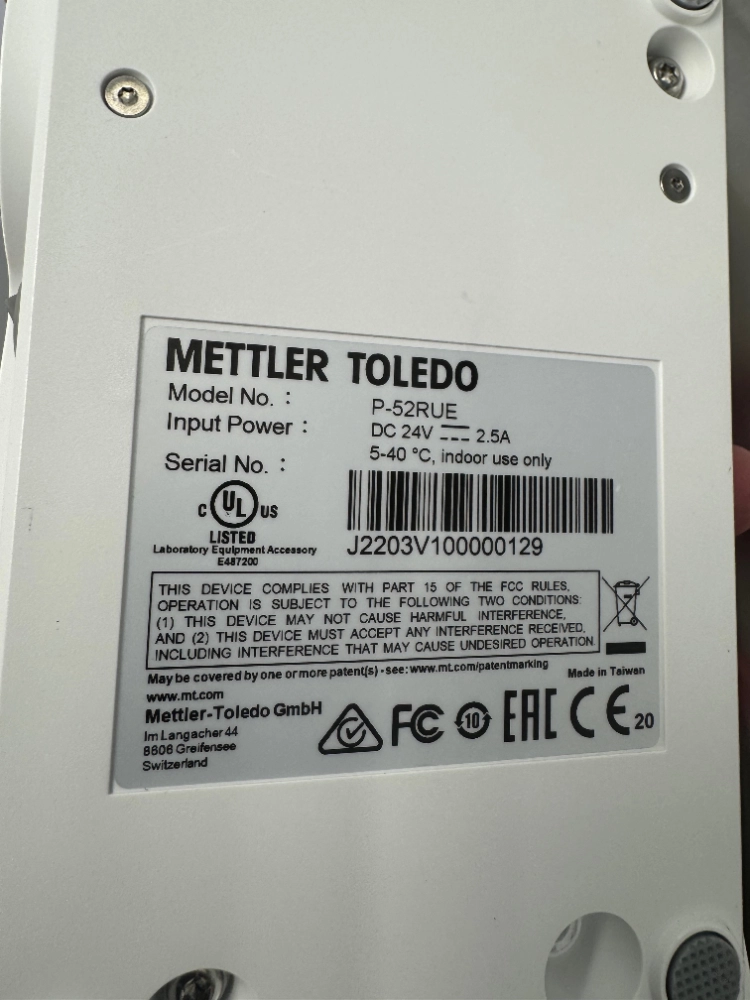 METTLER TOLEDO
Model No. : P-52RUE
Input Power : DC 24V 2.5A
5-40 °C, indoor use only
Serial No. :
C UL US
LISTED
Laboratory Equipment Accessory
E487200
J2203V100000129
THIS DEVICE COMPLIES WITH PART 15 OF THE FCC RULES,
OPERATION IS SUBJECT TO THE FOLLOWING TWO CONDITIONS:
(1) THIS DEVICE MAY NOT CAUSE HARMFUL INTERFERENCE,
AND (2) THIS DEVICE MUST ACCEPT ANY INTERFERENCE RECEIVED,
INCLUDING INTERFERENCE THAT MAY CAUSE UNDESIRED OPERATION.
May be covered by one or more patent(s) - see: www.mt.com/patentmarking
Made in Taiwan
www.mt.com
Mettler-Toledo GmbH
Im Langacher 44
8606 Greifensee
Switzerland
FC 10 EAC CE 20